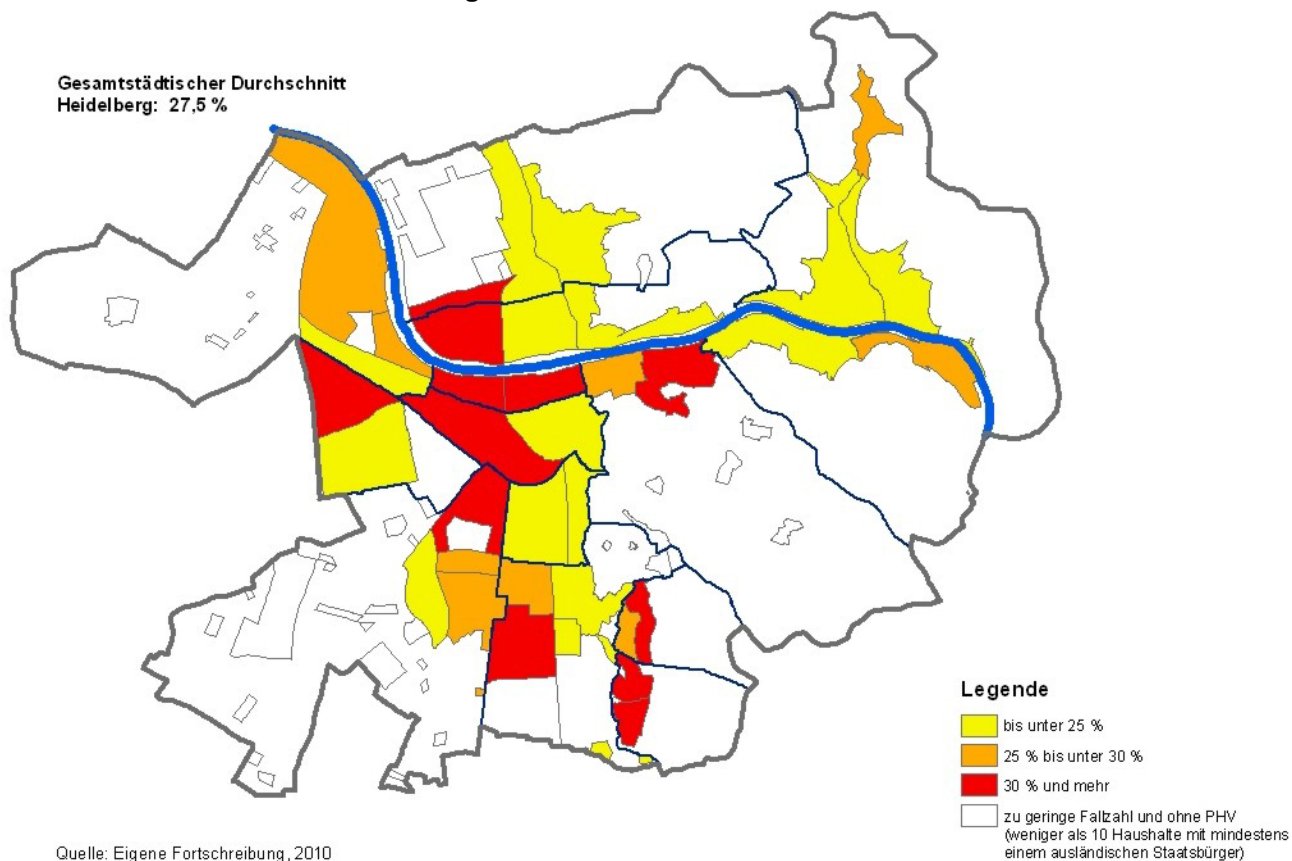 Gesamtstädtischer Durchschnitt
Heidelberg: 27,5 %
Legende
bis unter 25 %
25 % bis unter 30 %
30 % und mehr
zu geringe Fallzahl und ohne PHV
(weniger als 10 Haushalte mit mindestens
einem ausländischen Staatsbürger)
Quelle: Eigene Fortschreibung, 2010